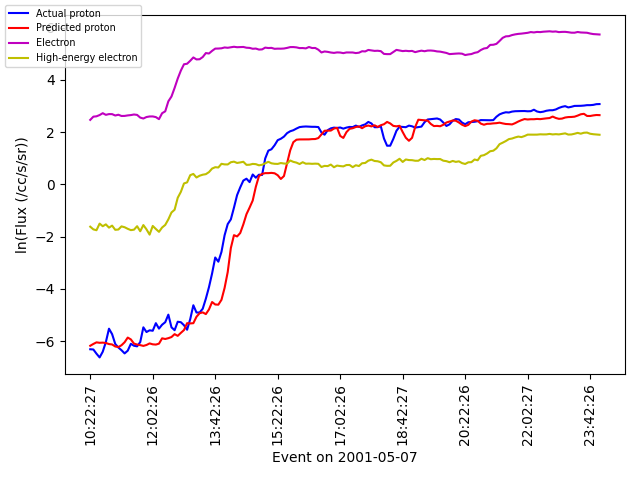 Actual proton
Predicted proton
Electron
High-energy electron
ln(Flux (/cc/s/sr))
4
2
0
−2
−4
−6
10:22:27
12:02:26
13:42:26
15:22:26
17:02:26
18:42:27
20:22:26
22:02:27
23:42:26
Event on 2001-05-07